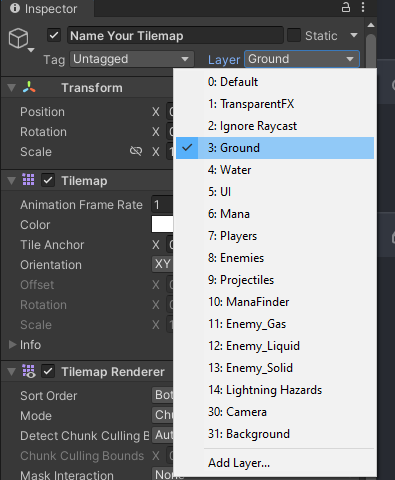 Inspector
Name Your Tilemap
Static
Tag Untagged
Layer Ground
Transform
Position X
Rotation X
Scale X 1
Tilemap
Animation Frame Rate 1
Color
Tile Anchor X
Orientation XY
Offset X
Rotation X
Scale X
Info
Tilemap Renderer
Sort Order
Mode
Detect Chunk Culling B
Chunk Culling Bounds X
Mask Interaction None
0: Default
1: TransparentFX
2: Ignore Raycast
3: Ground
4: Water
5: UI
6: Mana
7: Players
8: Enemies
9: Projectiles
10: ManaFinder
11: Enemy_Gas
12: Enemy_Liquid
13: Enemy_Solid
14: Lightning Hazards
30: Camera
31: Background
Add Layer...